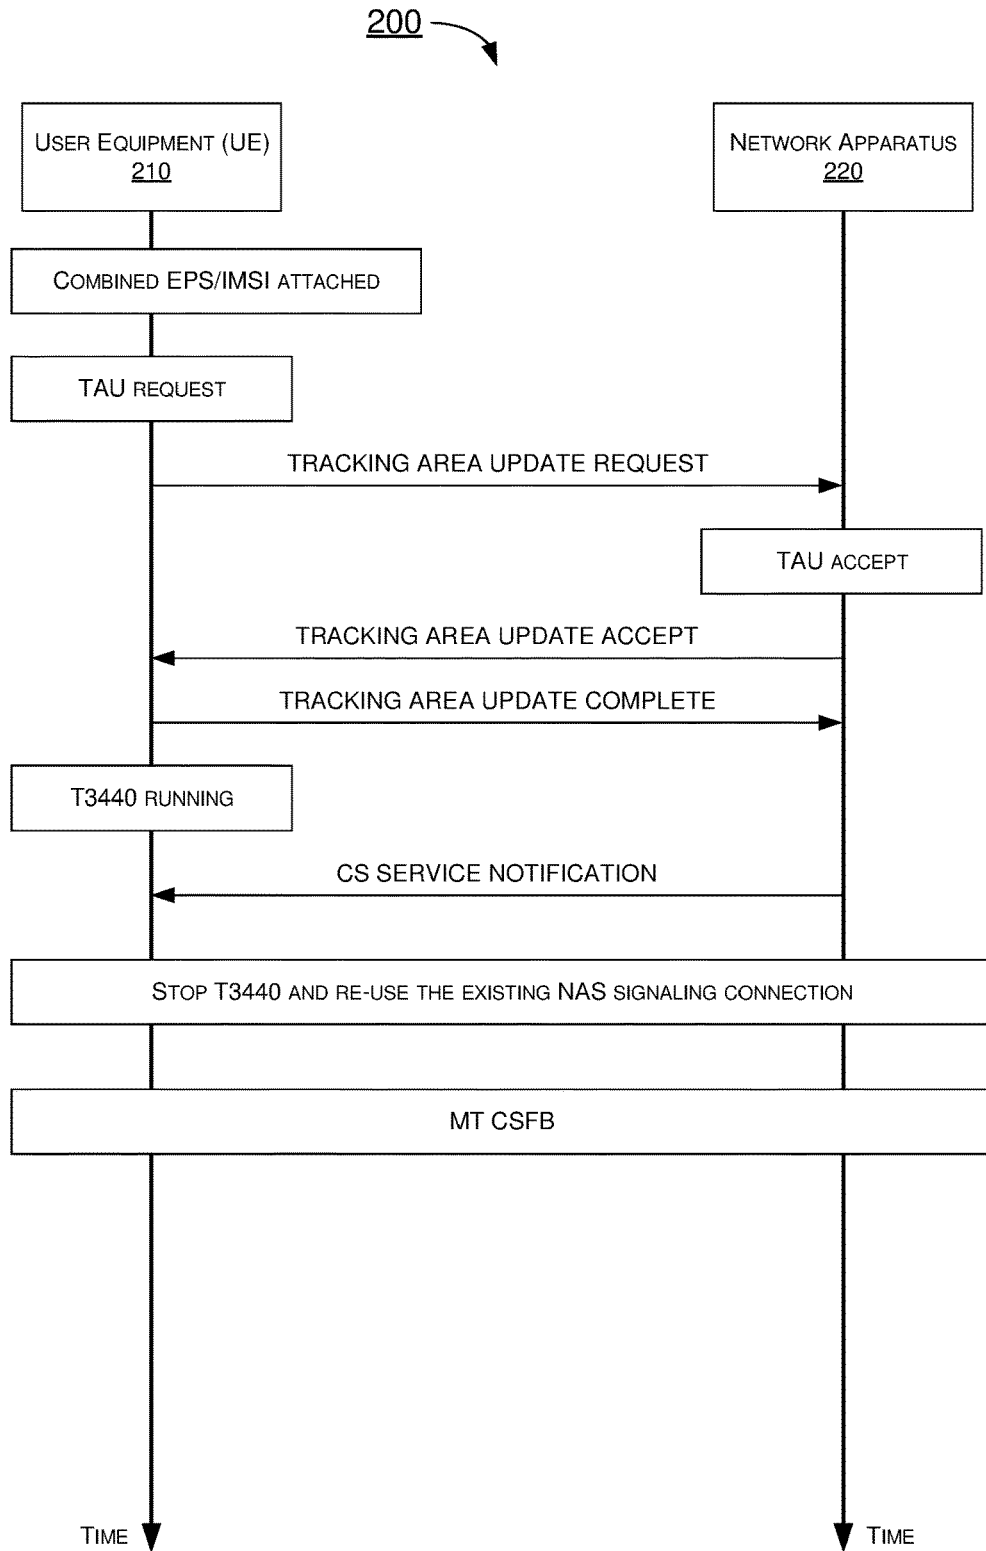 200
USER EQUIPMENT (UE)
210
NETWORK APPARATUS
220
COMBINED EPS/IMSI ATTACHED
TAU REQUEST
TRACKING AREA UPDATE REQUEST
TAU ACCEPT
TRACKING AREA UPDATE ACCEPT
TRACKING AREA UPDATE COMPLETE
T3440 RUNNING
CS SERVICE NOTIFICATION
STOP T3440 AND RE-USE THE EXISTING NAS SIGNALING CONNECTION
MT CSFB
TIME
TIME